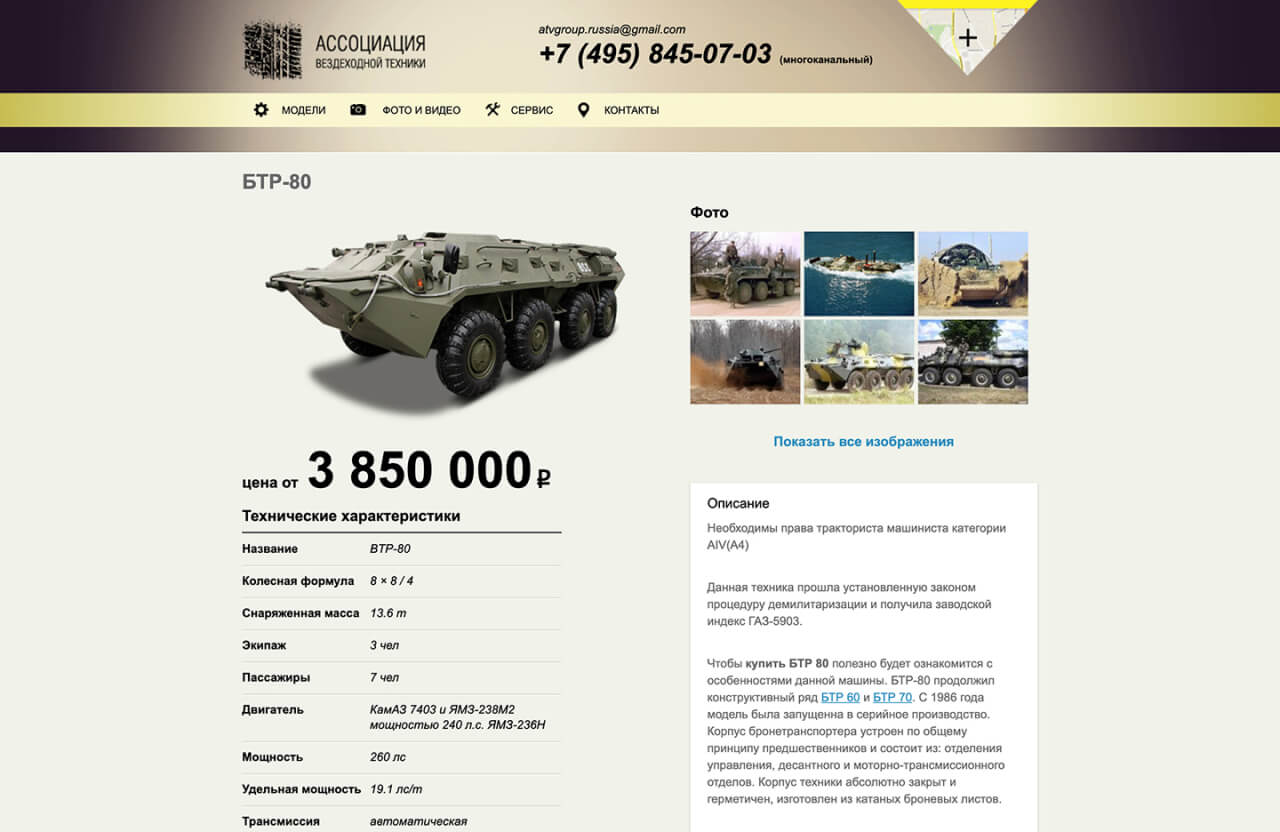 АССОЦИАЦИЯ
ВЕЗДЕХОДНОЙ ТЕХНИКИ
atvgroup.russia@gmail.com
+7 (495) 845-07-03 (многоканальный)
МОДЕЛИ
ФОТО И ВИДЕО
СЕРВИС
КОНТАКТЫ
БТР-80
цена от 3 850 000 ₽
Технические характеристики
Название BTP-80
Колесная формула 8 × 8 / 4
Снаряженная масса 13.6 т
Экипаж 3 чел
Пассажиры 7 чел
Двигатель КамАЗ 7403 и ЯМЗ-238М2
мощностью 240 л.с. ЯМЗ-236Н
Мощность 260 лс
Удельная мощность 19.1 лс/т
Трансмиссия автоматическая
Фото
Показать все изображения
Описание
Необходимы права тракториста машиниста категории
AIV(A4)
Данная техника прошла установленную законом
процедуру демилитаризации и получила заводской
индекс ГАЗ-5903.
Чтобы купить БТР 80 полезно будет ознакомится с
особенностями данной машины. БТР-80 продолжил
конструктивный ряд БТР 60 и БТР 70. С 1986 года
модель была запущенна в серийное производство.
Корпус бронетранспортера устроен по общему
принципу предшественников и состоит из: отделения
управления, десантного и моторно-трансмиссионного
отделов. Корпус техники абсолютно закрыт и
герметичен, изготовлен из катаных броневых листов.